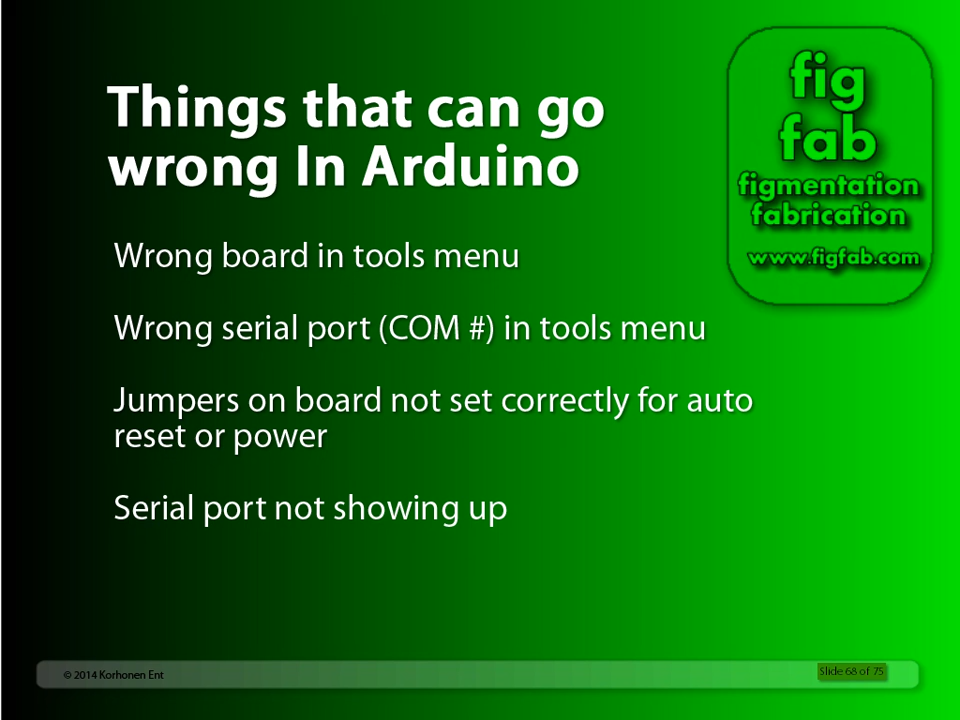 Things that can go
wrong In Arduino
fig
fab
figmentation
fabrication
www.figfab.com
Wrong board in tools menu
Wrong serial port (COM #) in tools menu
Jumpers on board not set correctly for auto
reset or power
Serial port not showing up
© 2014 Korhonen Ent
Slide 68 of 75